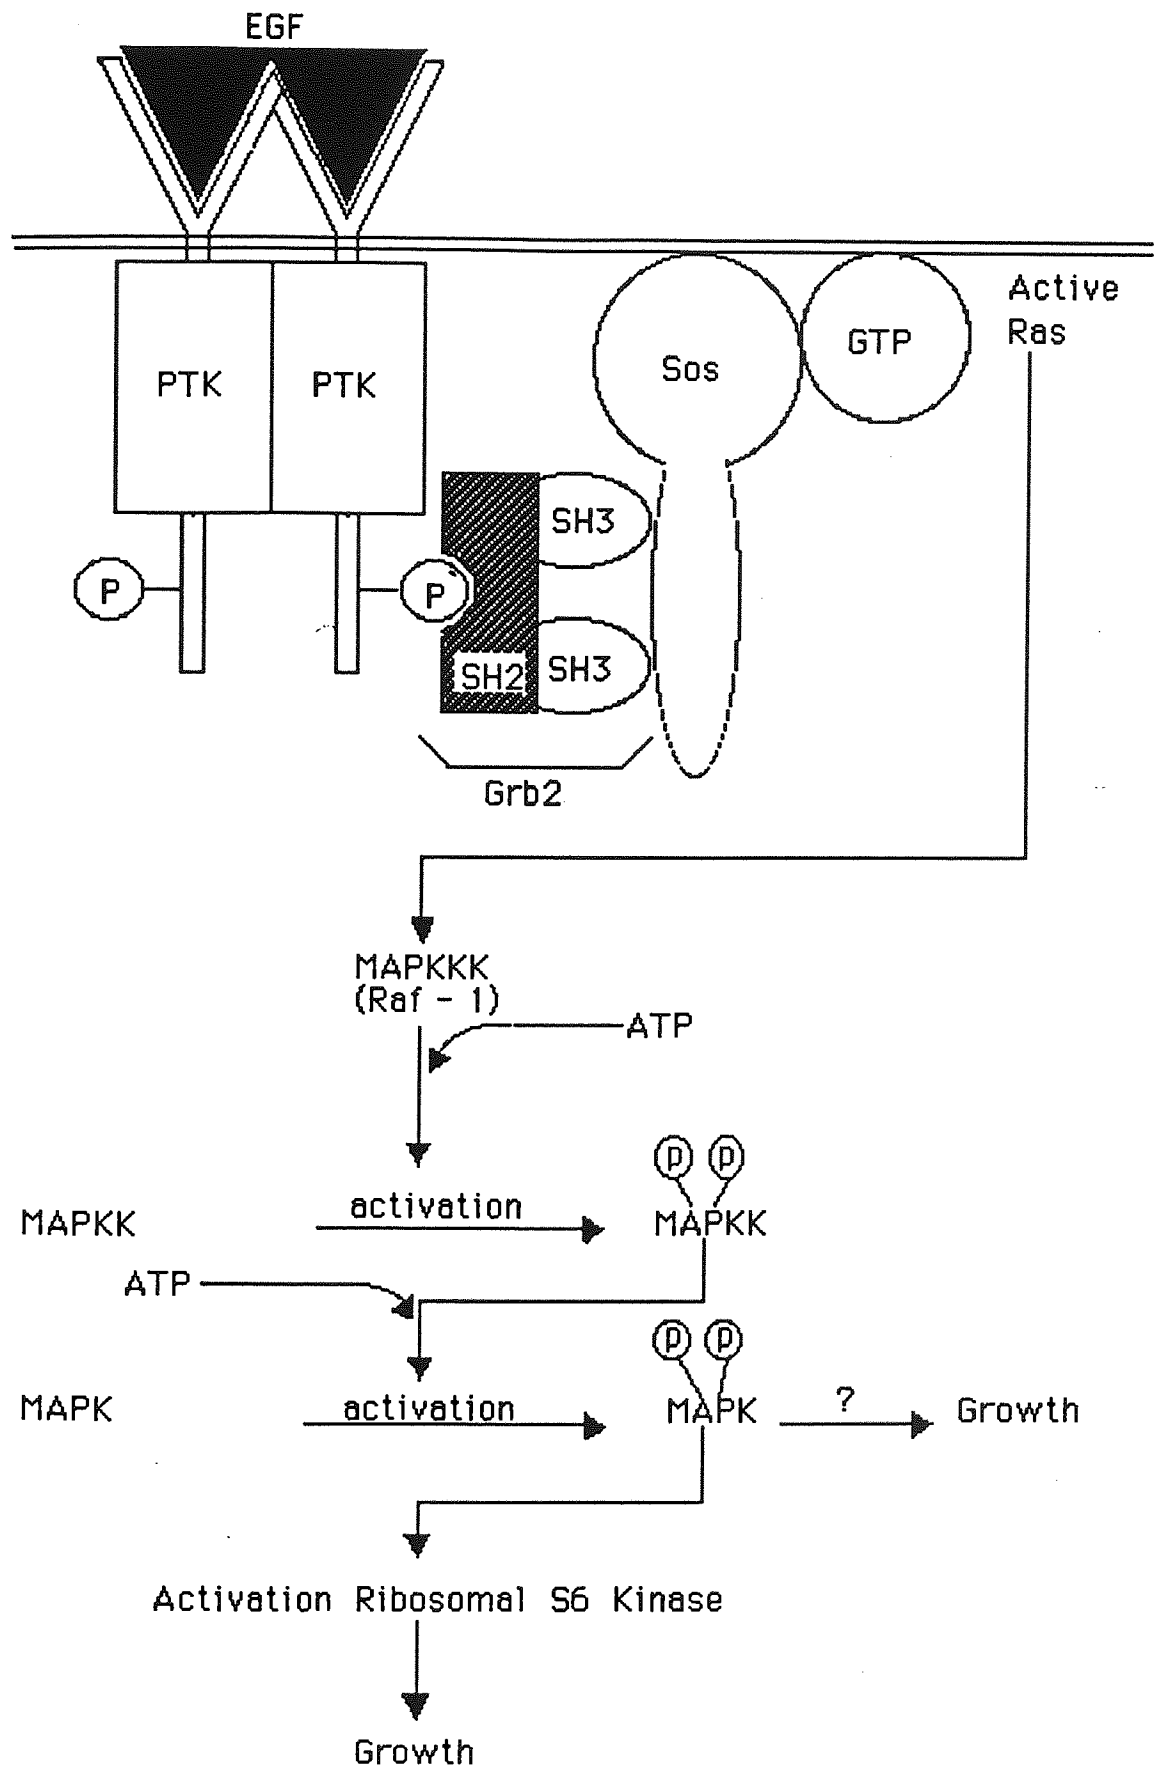 EGF
Active
Ras
GTP
Sos
PTK
PTK
SH3
P
P
SH2
SH3
Grb2
MAPKKK
(Raf - 1)
ATP
P P
activation
MAPKK
MAPKK
ATP
P P
MAPK
activation
MAPK
?
Growth
Activation Ribosomal S6 Kinase
Growth